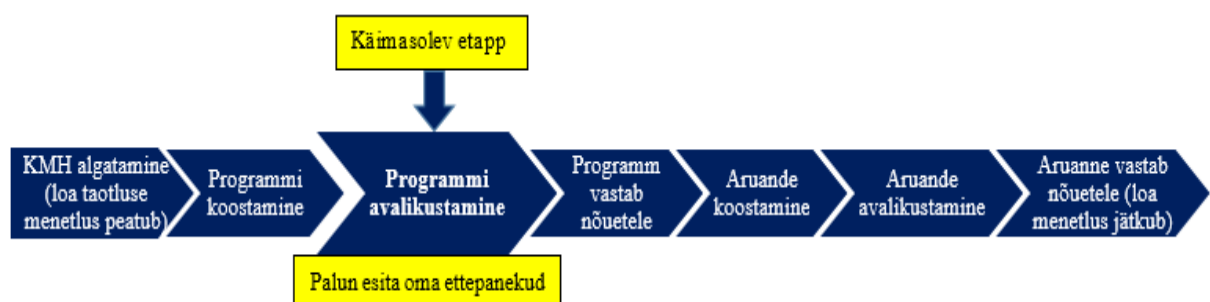 Käimasolev etapp
KMH algatamine
(loa taotluse
menetlus peatub)
Programmi
koostamine
Programmi
avalikustamine
Programm
vastab
nõuetele
Aruande
koostamine
Aruande
avalikustamine
Aruanne vastab
nõuetele (loa
menetlus jätkub)
Palun esita oma ettepanekud